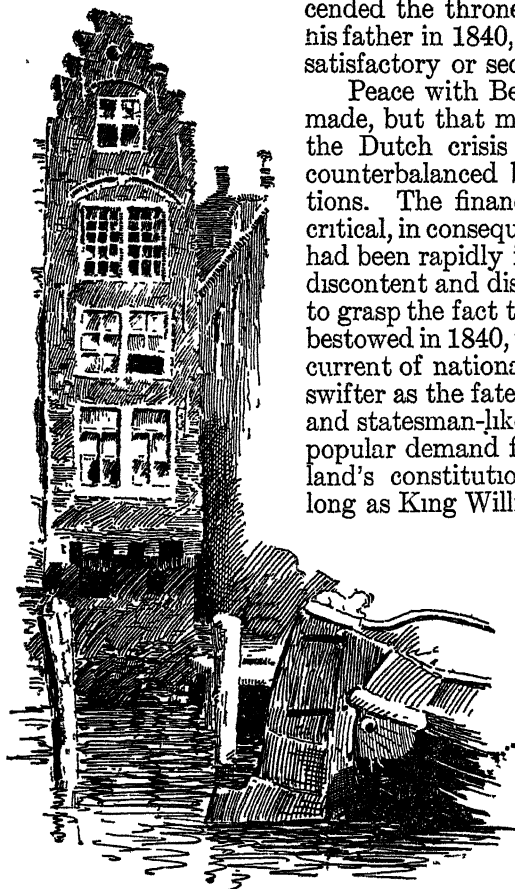 cended the throne
his father in 1840,
satisfactory or sec
Peace with Be
made, but that m
the Dutch crisis
counterbalanced b
tions. The finan
critical, in consequ
had been rapidly i
discontent and dis
to grasp the fact t
bestowed in 1840,
current of nationa
swifter as the fate
and statesman-like
popular demand f
land's constitutio
long as King Will